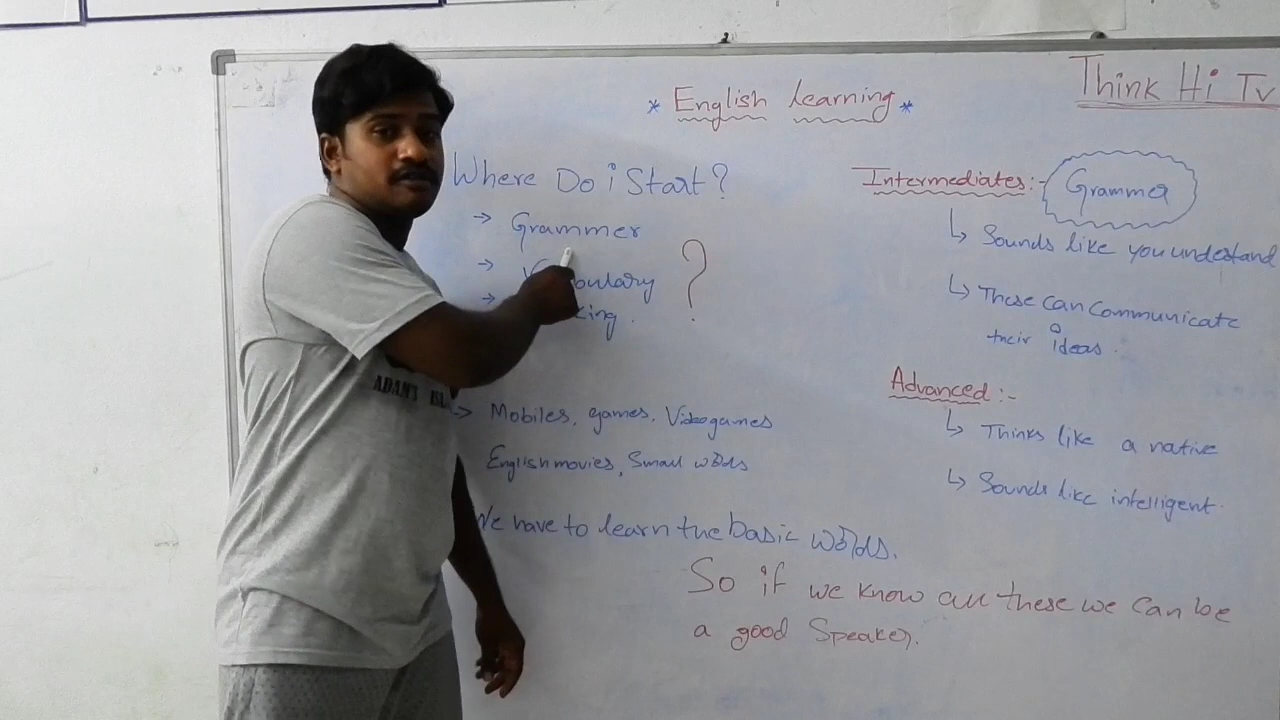 * English learning *
Think Hi Tv
Where Do i Start?
→ Grammer
→
→
?
→ Mobiles, games, Videogames
English movies, Small words
We have to learn the basic words.
Intermediates:- Grammer
↳ Sounds like you understand
↳ These can communicate
their ideas.
Advanced :-
↳ Thinks like a native
↳ Sounds like intelligent.
So if we know all these we can be
a good Speaker.
ADAM'S